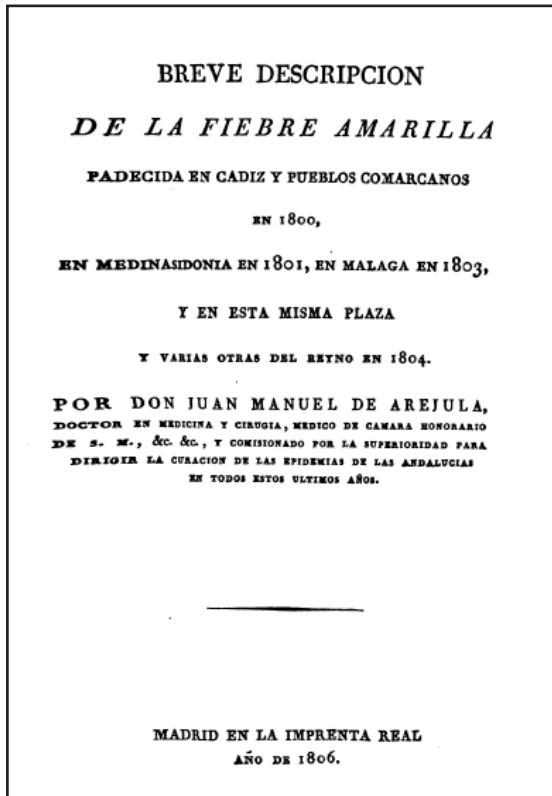 BREVE DESCRIPCION
DE LA FIEBRE AMARILLA
PADECIDA EN CADIZ Y PUEBLOS COMARCANOS
EN 1800,
EN MEDINASIDONIA EN 1801, EN MALAGA EN 1803,
Y EN ESTA MISMA PLAZA
Y VARIAS OTRAS DEL REYNO EN 1804.
POR DON JUAN MANUEL DE AREJULA,
DOCTOR EN MEDICINA Y CIRUGIA, MEDICO DE CAMARA HONORARIO
DE S. M., &c. &c., Y COMISIONADO POR LA SUPERIORIDAD PARA
DIRIGIR LA CURACION DE LAS EPIDEMIAS DE LAS ANDALUCIAS
EN TODOS ESTOS ULTIMOS AÑOS.
MADRID EN LA IMPRENTA REAL
AÑO DE 1806.